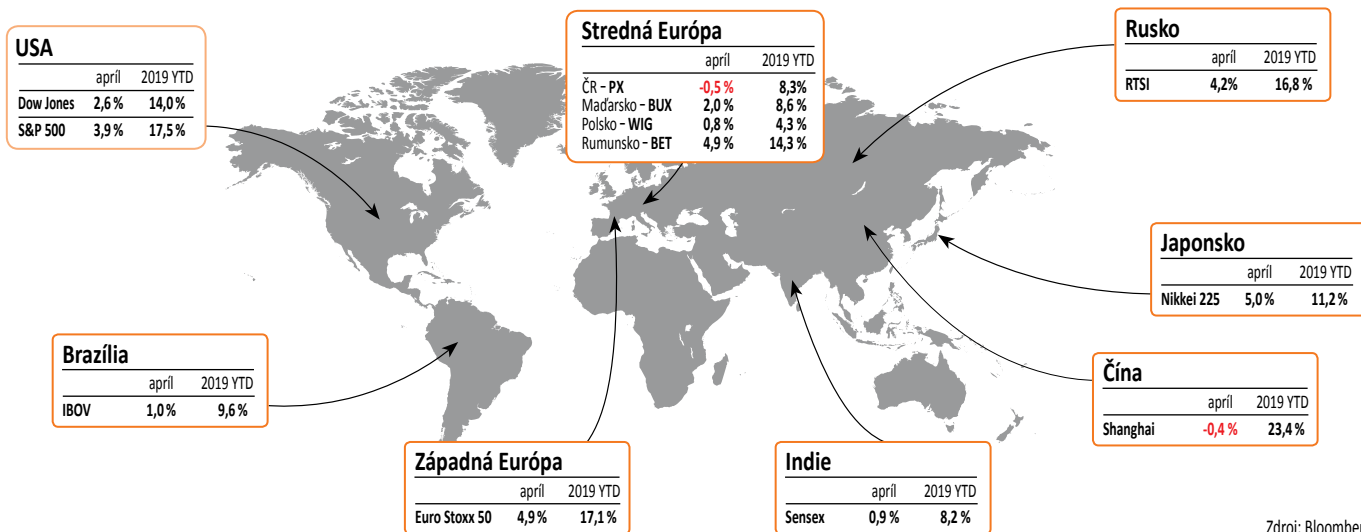 USA
apríl 2019 YTD
Dow Jones 2,6 % 14,0 %
S&P 500 3,9 % 17,5 %
Stredná Európa
apríl 2019 YTD
ČR – PX -0,5 % 8,3%
Maďarsko – BUX 2,0 % 8,6 %
Polsko – WIG 0,8 % 4,3 %
Rumunsko – BET 4,9 % 14,3 %
Rusko
apríl 2019 YTD
RTSI 4,2% 16,8 %
Japonsko
apríl 2019 YTD
Nikkei 225 5,0 % 11,2 %
Brazília
apríl 2019 YTD
IBOV 1,0 % 9,6 %
Čína
apríl 2019 YTD
Shanghai -0,4 % 23,4 %
Západná Európa
apríl 2019 YTD
Euro Stoxx 50 4,9 % 17,1 %
Indie
apríl 2019 YTD
Sensex 0,9 % 8,2 %
Zdroj: Bloomber